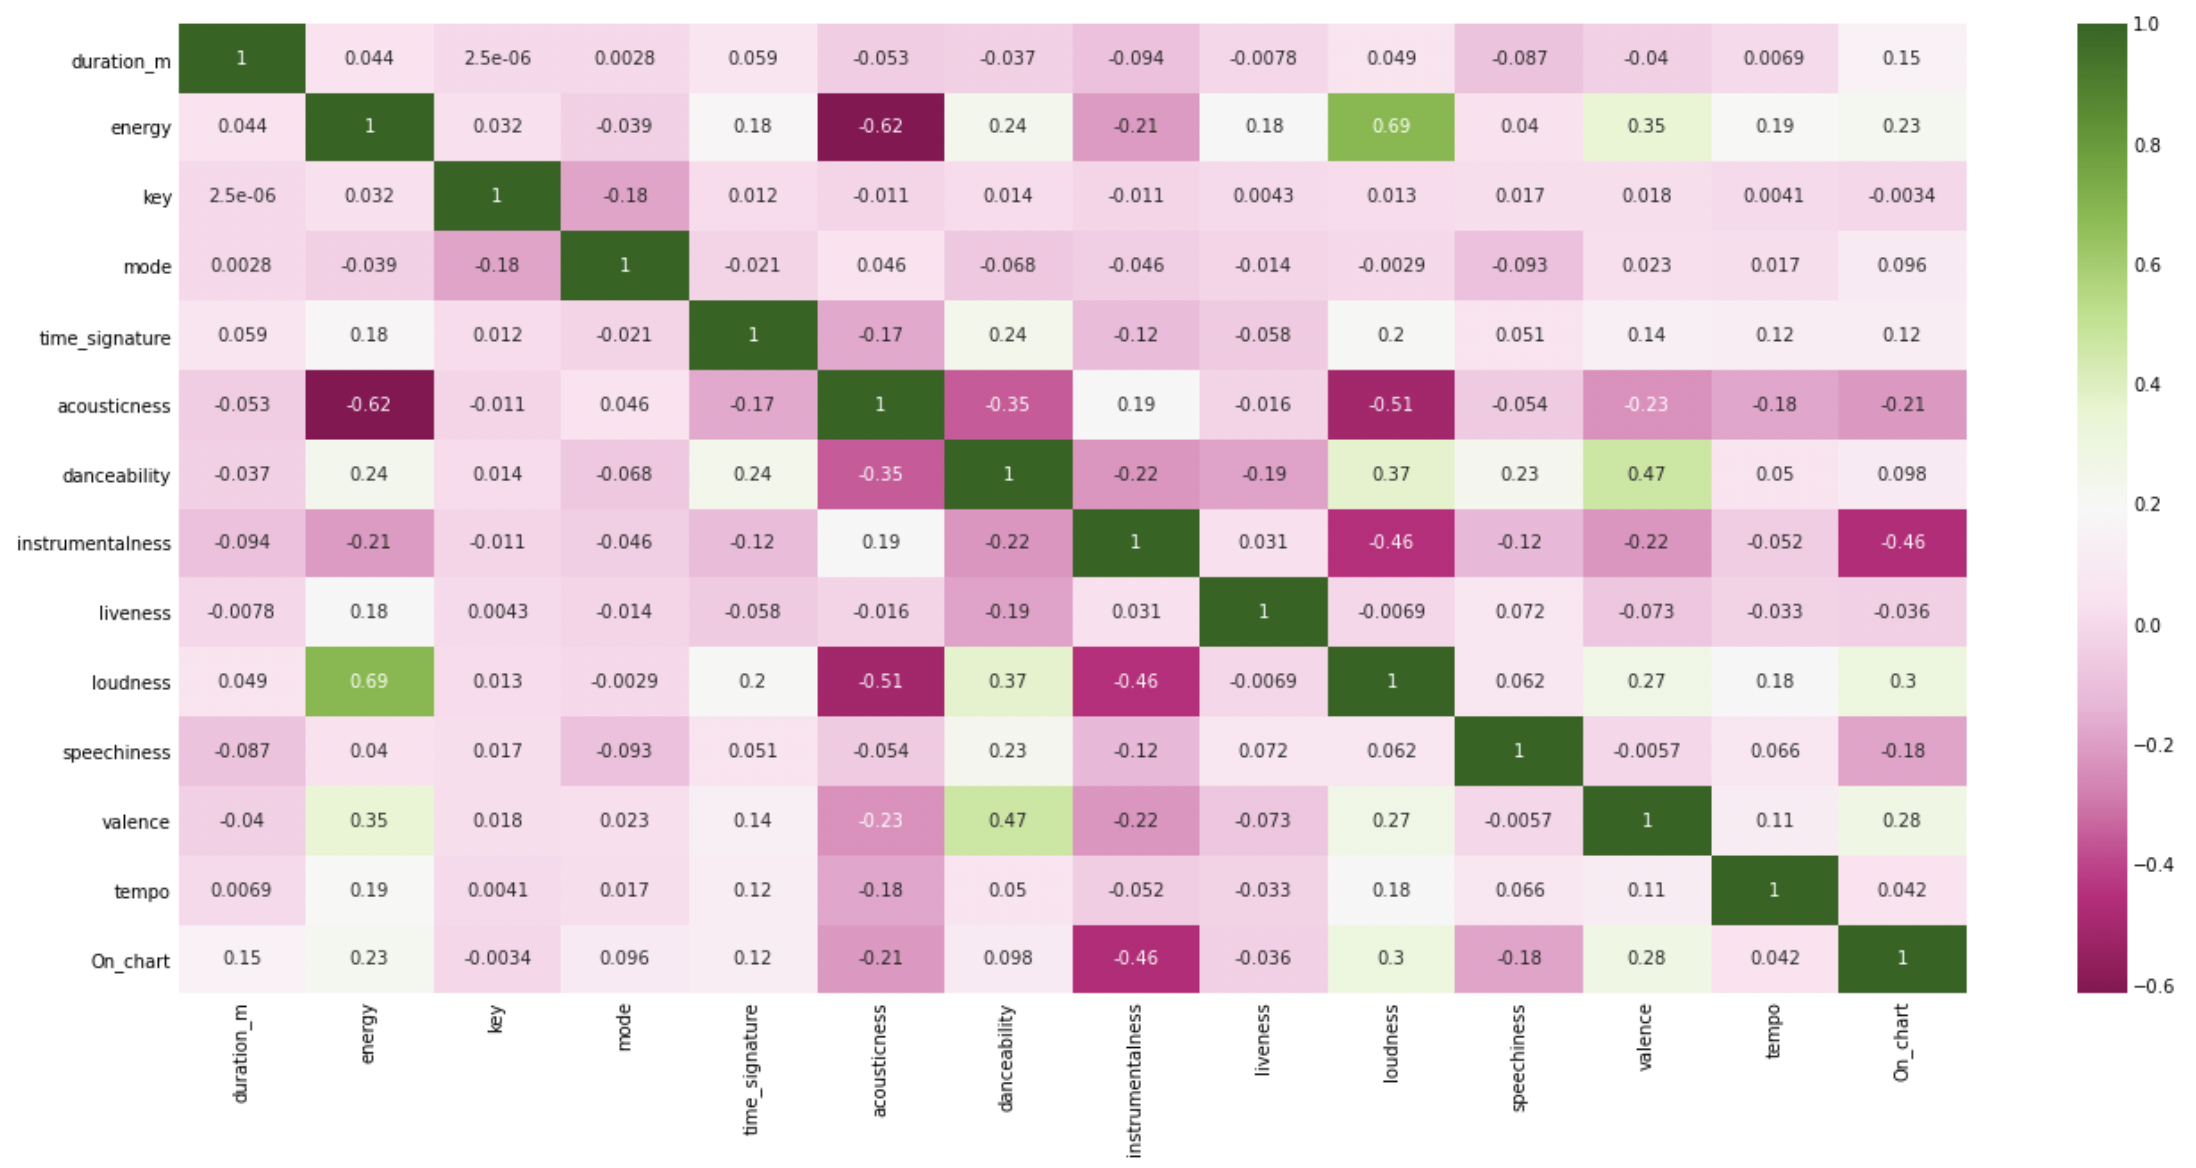 duration_m 1 0.044 2.5e-06 0.0028 0.059 -0.053 -0.037 -0.094 -0.0078 0.049 -0.087 -0.04 0.0069 0.15
energy 0.044 1 0.032 -0.039 0.18 -0.62 0.24 -0.21 0.18 0.69 0.04 0.35 0.19 0.23
key 2.5e-06 0.032 1 -0.18 0.012 -0.011 0.014 -0.011 0.0043 0.013 0.017 0.018 0.0041 -0.0034
mode 0.0028 -0.039 -0.18 1 -0.021 0.046 -0.068 -0.046 -0.014 -0.0029 -0.093 0.023 0.017 0.096
time_signature 0.059 0.18 0.012 -0.021 1 -0.17 0.24 -0.12 -0.058 0.2 0.051 0.14 0.12 0.12
acousticness -0.053 -0.62 -0.011 0.046 -0.17 1 -0.35 0.19 -0.016 -0.51 -0.054 -0.23 -0.18 -0.21
danceability -0.037 0.24 0.014 -0.068 0.24 -0.35 1 -0.22 -0.19 0.37 0.23 0.47 0.05 0.098
instrumentalness -0.094 -0.21 -0.011 -0.046 -0.12 0.19 -0.22 1 0.031 -0.46 -0.12 -0.22 -0.052 -0.46
liveness -0.0078 0.18 0.0043 -0.014 -0.058 -0.016 -0.19 0.031 1 -0.0069 0.072 -0.073 -0.033 -0.036
loudness 0.049 0.69 0.013 -0.0029 0.2 -0.51 0.37 -0.46 -0.0069 1 0.062 0.27 0.18 0.3
speechiness -0.087 0.04 0.017 -0.093 0.051 -0.054 0.23 -0.12 0.072 0.062 1 -0.0057 0.066 -0.18
valence -0.04 0.35 0.018 0.023 0.14 -0.23 0.47 -0.22 -0.073 0.27 -0.0057 1 0.11 0.28
tempo 0.0069 0.19 0.0041 0.017 0.12 -0.18 0.05 -0.052 -0.033 0.18 0.066 0.11 1 0.042
On_chart 0.15 0.23 -0.0034 0.096 0.12 -0.21 0.098 -0.46 -0.036 0.3 -0.18 0.28 0.042 1
duration_m energy key mode time_signature acousticness danceability instrumentalness liveness loudness speechiness valence tempo On_chart
1.0
0.8
0.6
0.4
0.2
0.0
−0.2
−0.4
−0.6